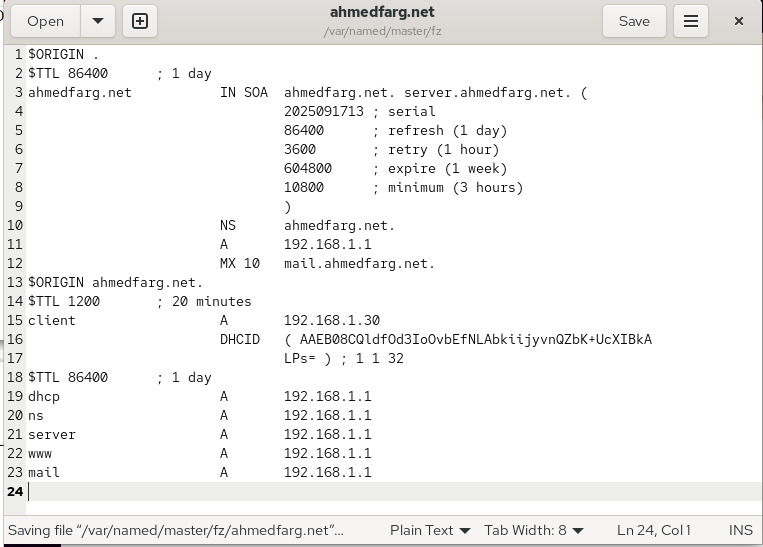 Open
ahmedfarg.net
/var/named/master/fz
Save
1 $ORIGIN .
2 $TTL 86400      ; 1 day
3 ahmedfarg.net           IN SOA  ahmedfarg.net. server.ahmedfarg.net. (
4                                 2025091713 ; serial
5                                 86400      ; refresh (1 day)
6                                 3600       ; retry (1 hour)
7                                 604800     ; expire (1 week)
8                                 10800      ; minimum (3 hours)
9                                 )
10                         NS      ahmedfarg.net.
11                         A       192.168.1.1
12                         MX 10   mail.ahmedfarg.net.
13 $ORIGIN ahmedfarg.net.
14 $TTL 1200       ; 20 minutes
15 client                  A       192.168.1.30
16                         DHCID   ( AAEB08CQldfOd3IoOvbEfNLAbkiijyvnQZbK+UcXIBkA
17                                 LPs= ) ; 1 1 32
18 $TTL 86400      ; 1 day
19 dhcp                    A       192.168.1.1
20 ns                      A       192.168.1.1
21 server                  A       192.168.1.1
22 www                     A       192.168.1.1
23 mail                    A       192.168.1.1
24
Saving file “/var/named/master/fz/ahmedfarg.net”… Plain Text Tab Width: 8 Ln 24, Col 1 INS